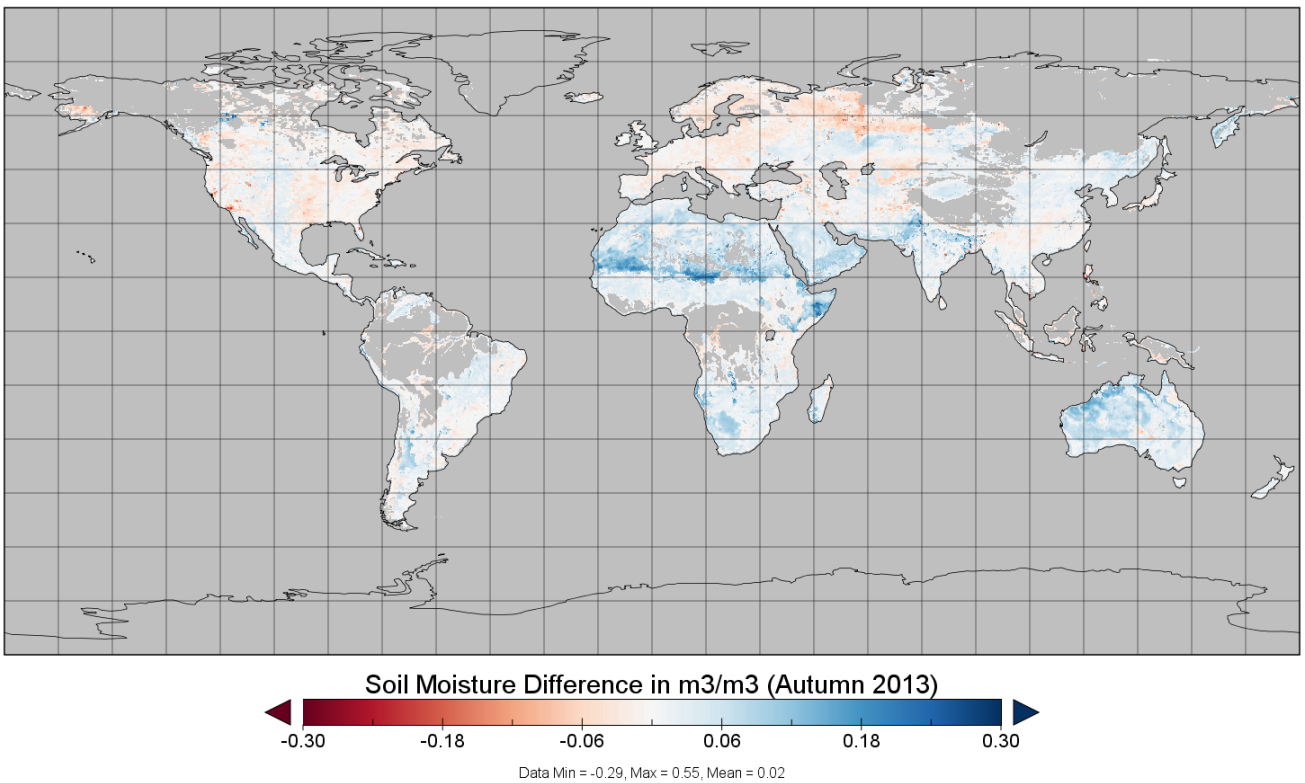 Soil Moisture Difference in m3/m3 (Autumn 2013)
-0.30 -0.18 -0.06 0.06 0.18 0.30
Data Min = -0.29, Max = 0.55, Mean = 0.02